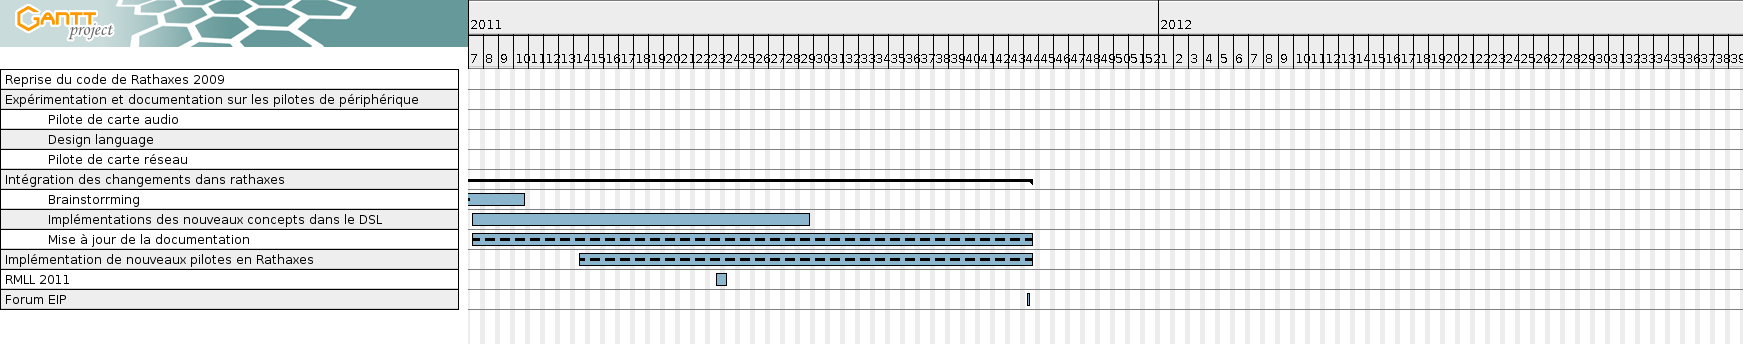 GANTT
project
2011 2012
7 8 9 10 11 12 13 14 15 16 17 18 19 20 21 22 23 24 25 26 27 28 29 30 31 32 33 34 35 36 37 38 39 40 41 42 43 44 45 46 47 48 49 50 51 52 1 2 3 4 5 6 7 8 9 10 11 12 13 14 15 16 17 18 19 20 21 22 23 24 25 26 27 28 29 30 31 32 33 34 35 36 37 38 39
Reprise du code de Rathaxes 2009
Expérimentation et documentation sur les pilotes de périphérique
Pilote de carte audio
Design language
Pilote de carte réseau
Intégration des changements dans rathaxes
Brainstorrming
Implémentations des nouveaux concepts dans le DSL
Mise à jour de la documentation
Implémentation de nouveaux pilotes en Rathaxes
RMLL 2011
Forum EIP